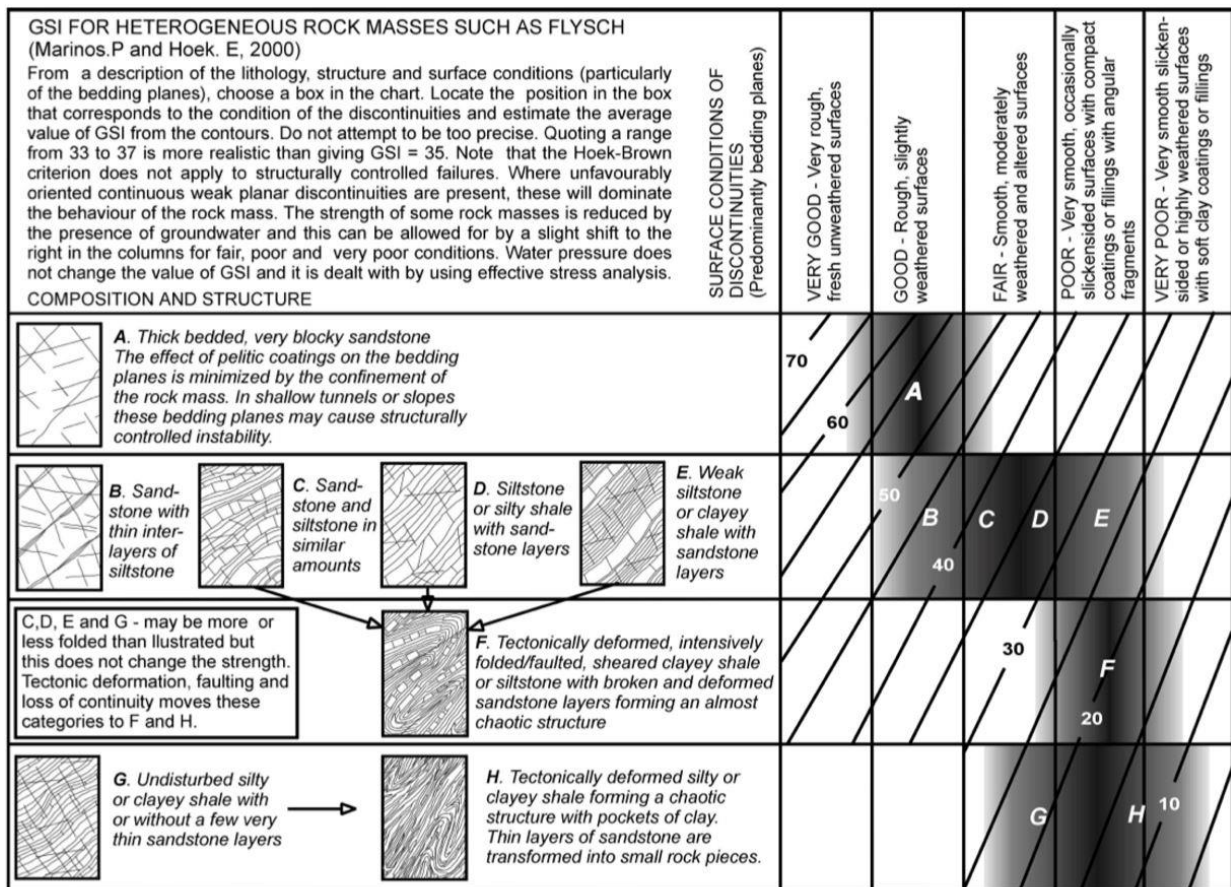 GSI FOR HETEROGENEOUS ROCK MASSES SUCH AS FLYSCH
(Marinos.P and Hoek. E, 2000)
From a description of the lithology, structure and surface conditions (particularly
of the bedding planes), choose a box in the chart. Locate the position in the box
that corresponds to the condition of the discontinuities and estimate the average
value of GSI from the contours. Do not attempt to be too precise. Quoting a range
from 33 to 37 is more realistic than giving GSI = 35. Note that the Hoek-Brown
criterion does not apply to structurally controlled failures. Where unfavourably
oriented continuous weak planar discontinuities are present, these will dominate
the behaviour of the rock mass. The strength of some rock masses is reduced by
the presence of groundwater and this can be allowed for by a slight shift to the
right in the columns for fair, poor and very poor conditions. Water pressure does
not change the value of GSI and it is dealt with by using effective stress analysis.
COMPOSITION AND STRUCTURE
SURFACE CONDITIONS OF
DISCONTINUITIES
(Predominantly bedding planes)
VERY GOOD - Very rough,
fresh unweathered surfaces
GOOD - Rough, slightly
weathered surfaces
FAIR - Smooth, moderately
weathered and altered surfaces
POOR - Very smooth, occasionally
slickensided surfaces with compact
coatings or fillings with angular
fragments
VERY POOR - Very smooth slicken-
sided or highly weathered surfaces
with soft clay coatings or fillings
A. Thick bedded, very blocky sandstone
The effect of pelitic coatings on the bedding
planes is minimized by the confinement of
the rock mass. In shallow tunnels or slopes
these bedding planes may cause structurally
controlled instability.
70
60
A
B. Sand-
stone with
thin inter-
layers of
siltstone
C. Sand-
stone and
siltstone in
similar
amounts
D. Siltstone
or silty shale
with sand-
stone layers
E. Weak
siltstone
or clayey
shale with
sandstone
layers
50
B
C
D
E
40
C,D, E and G - may be more or
less folded than llustrated but
this does not change the strength.
Tectonic deformation, faulting and
loss of continuity moves these
categories to F and H.
F. Tectonically deformed, intensively
folded/faulted, sheared clayey shale
or siltstone with broken and deformed
sandstone layers forming an almost
chaotic structure
30
F
20
G. Undisturbed silty
or clayey shale with
or without a few very
thin sandstone layers
H. Tectonically deformed silty or
clayey shale forming a chaotic
structure with pockets of clay.
Thin layers of sandstone are
transformed into small rock pieces.
G
H
10